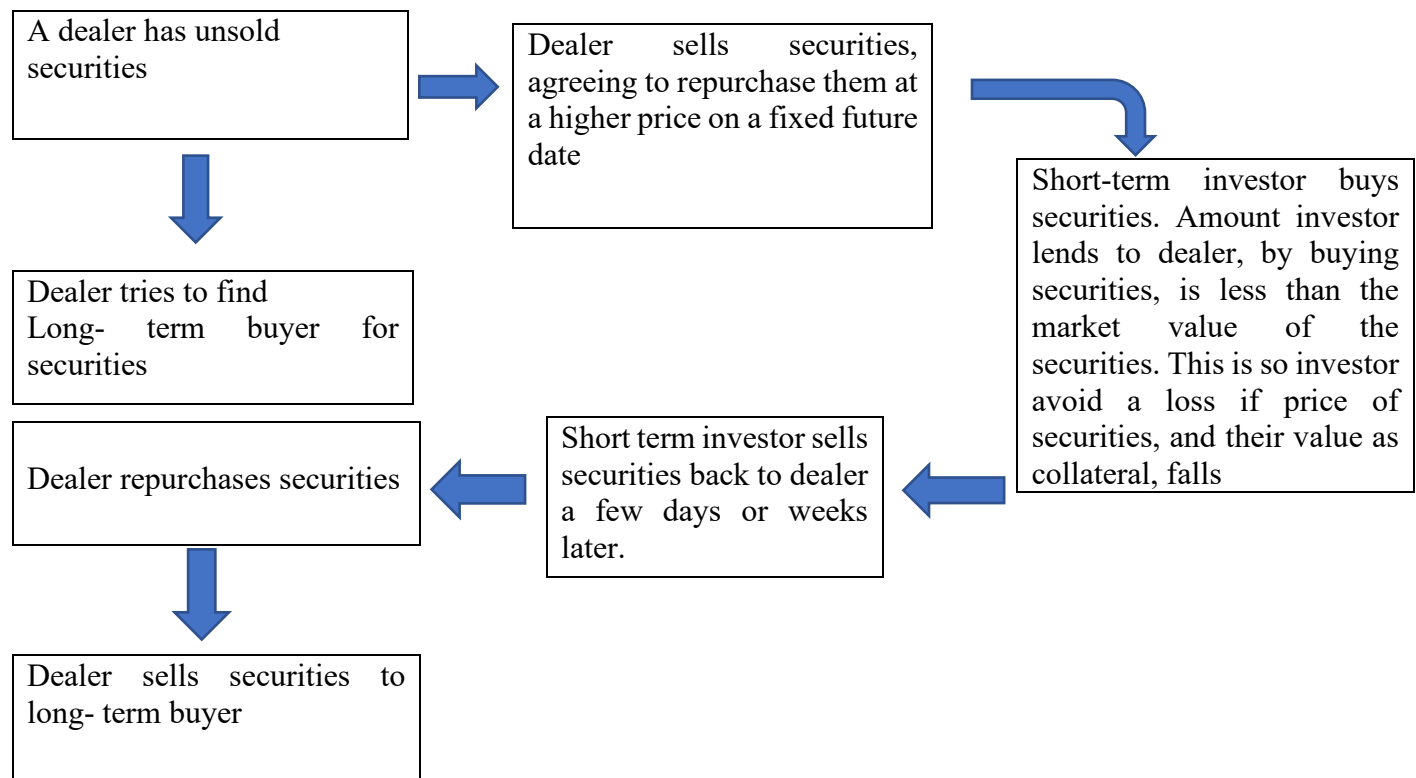 A dealer has unsold
securities
Dealer sells securities,
agreeing to repurchase them at
a higher price on a fixed future
date
Short-term investor buys
securities. Amount investor
lends to dealer, by buying
securities, is less than the
market value of the
securities. This is so investor
avoid a loss if price of
securities, and their value as
collateral, falls
Dealer tries to find
Long- term buyer for
securities
Short term investor sells
securities back to dealer
a few days or weeks
later.
Dealer repurchases securities
Dealer sells securities to
long- term buyer